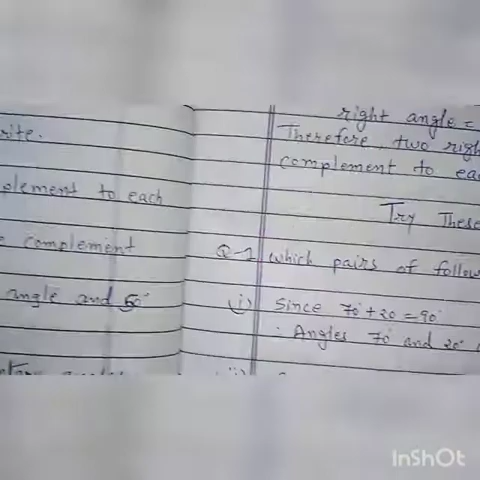 rite.
plement to each
complement
angle and 50°
right angle =
Therefore, two righ
complement to eac
Try These
Q-1 which pairs of follow
(i) Since 70°+20=90°
∴ Angles 70° and 20°
InShOt